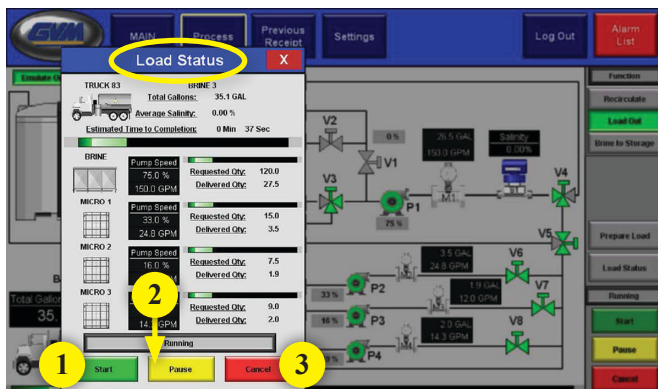 GVM
MAIN
Process
Previous
Receipt
Settings
Log Out
Alarm
List
Load Status
X
TRUCK 83
BRINE 3
Total Gallons: 35.1 GAL
Average Salinity: 0.00 %
Estimated Time to Completion: 0 Min 37 Sec
BRINE
Pump Speed
75.0 %
150.0 GPM
Requested Qty: 120.0
Delivered Qty: 27.5
MICRO 1
Pump Speed
33.0 %
24.8 GPM
Requested Qty: 15.0
Delivered Qty: 3.5
MICRO 2
Pump Speed
16.0 %
Requested Qty: 7.5
Delivered Qty: 1.9
MICRO 3
GPM
Requested Qty: 9.0
Delivered Qty: 2.0
Running
Start
Pause
Cancel
1
2
3
Total Gallon
35.
V2
0 %
26.5 GAL
150.0 GPM
Salinity
0.00%
V1
V3
P1
75 %
M1
V4
V5
3.5 GAL
24.8 GPM
V6
33 %
P2
1.9 GAL
12.0 GPM
V7
16 %
P3
2.0 GAL
14.3 GPM
V8
P4
Function
Recirculate
Load Out
Brine to Storage
Prepare Load
Load Status
Running
Start
Pause
Cancel